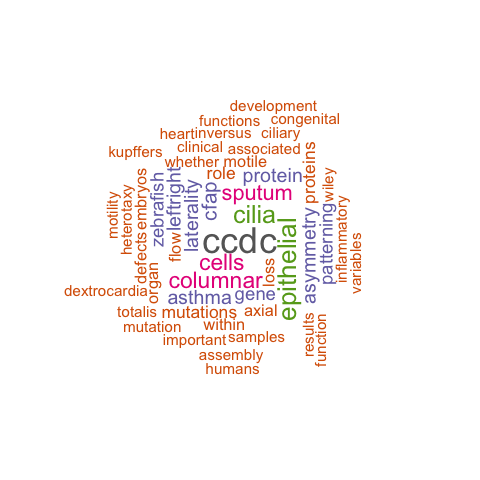 development
functions congenital
heart inversus ciliary
kupffers clinical associated
whether motile
role protein proteins
sputum wiley
zebrafish leftright laterality cfap cilia
motility heterotaxy defects embryos
flow ccdc epithelial asymmetry patterning inflammatory variables
organ cells loss
dextrocardia columnar
asthma gene
totalis mutations axial
mutation within
important samples
results function
assembly
humans